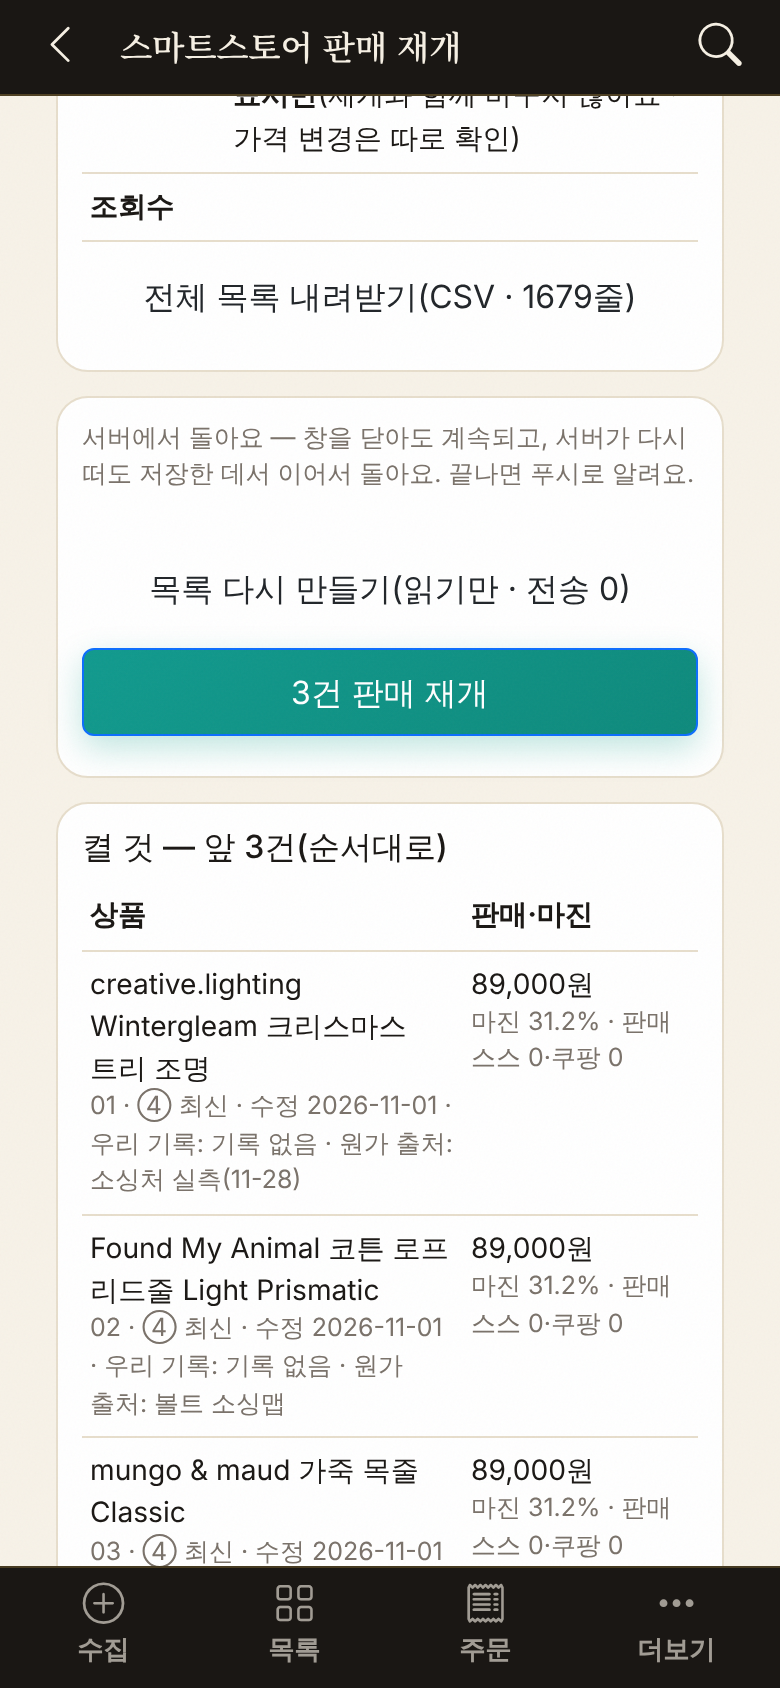 스마트스토어 판매 재개
표시만(재개와 함께 바꾸지 않아요
가격 변경은 따로 확인)
조회수
전체 목록 내려받기(CSV · 1679줄)
서버에서 돌아요 — 창을 닫아도 계속되고, 서버가 다시
떠도 저장한 데서 이어서 돌아요. 끝나면 푸시로 알려요.
목록 다시 만들기(읽기만 · 전송 0)
3건 판매 재개
켤 것 — 앞 3건(순서대로)
상품 판매·마진
creative.lighting 89,000원
Wintergleam 크리스마스 마진 31.2% · 판매
트리 조명 스스 0·쿠팡 0
01 · ④ 최신 · 수정 2026-11-01 ·
우리 기록: 기록 없음 · 원가 출처:
소싱처 실측(11-28)
Found My Animal 코튼 로프 89,000원
리드줄 Light Prismatic 마진 31.2% · 판매
02 · ④ 최신 · 수정 2026-11-01 스스 0·쿠팡 0
· 우리 기록: 기록 없음 · 원가
출처: 볼트 소싱맵
mungo & maud 가죽 목줄 89,000원
Classic 마진 31.2% · 판매
03 · ④ 최신 · 수정 2026-11-01 스스 0·쿠팡 0
수집 목록 주문 더보기